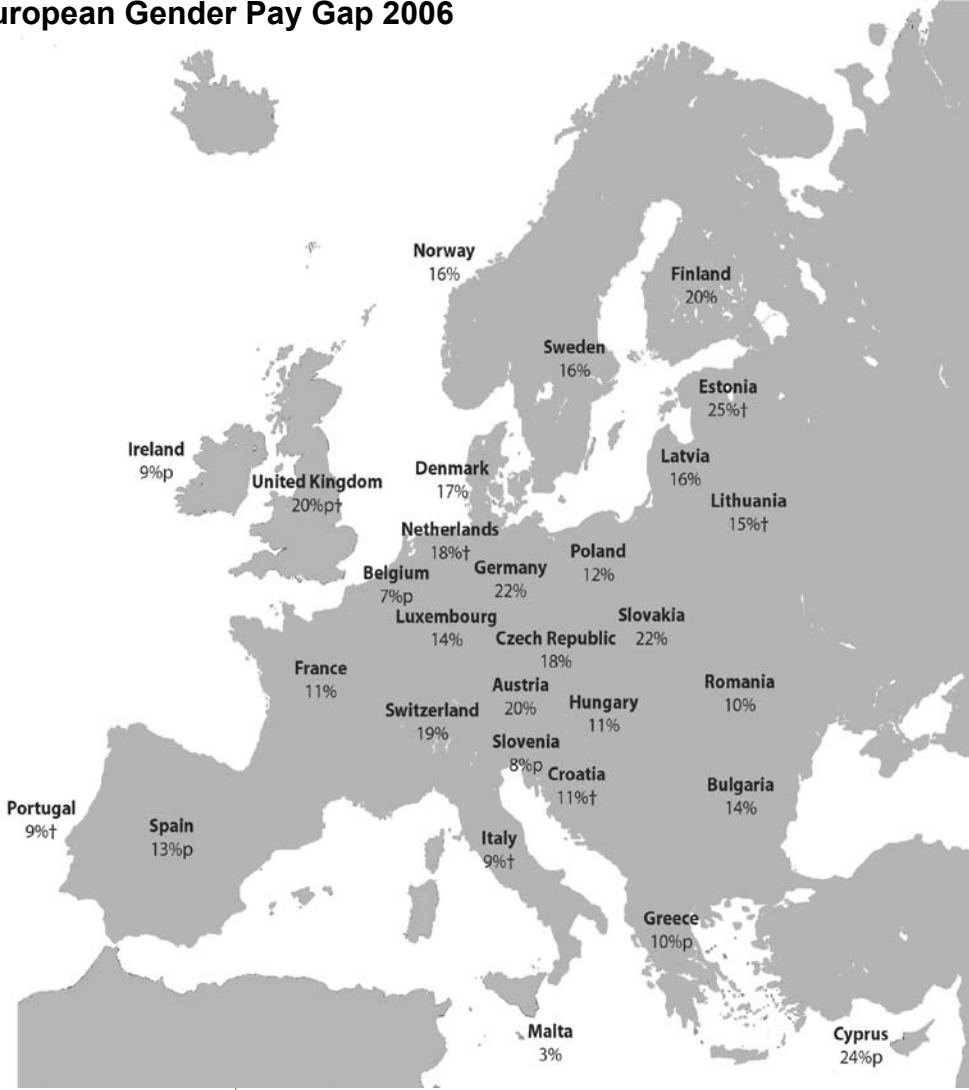 uropean Gender Pay Gap 2006
Norway
16%
Finland
20%
Sweden
16%
Estonia
25%†
Ireland
9%p
United Kingdom
20%p†
Denmark
17%
Latvia
16%
Lithuania
15%†
Netherlands
18%†
Belgium
7%p
Germany
22%
Poland
12%
Luxembourg
14%
Czech Republic
18%
Slovakia
22%
France
11%
Switzerland
19%
Austria
20%
Hungary
11%
Romania
10%
Slovenia
8%p
Croatia
11%†
Bulgaria
14%
Portugal
9%†
Spain
13%p
Italy
9%†
Greece
10%p
Malta
3%
Cyprus
24%p